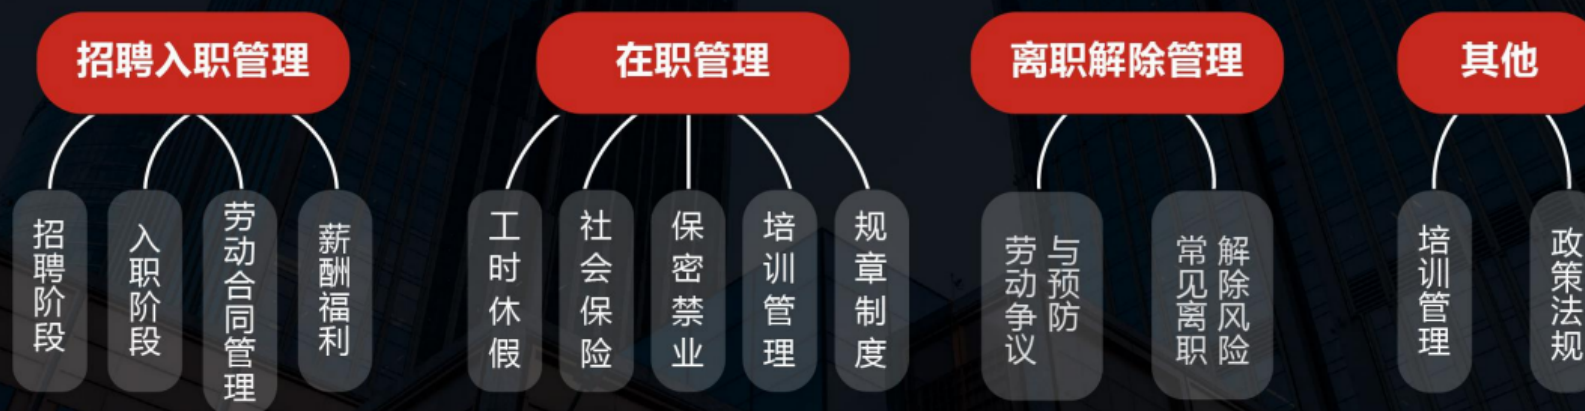 招聘入职管理
招聘阶段
入职阶段
劳动合同管理
薪酬福利
在职管理
工时休假
社会保险
保密禁业
培训管理
规章制度
离职解除管理
劳动争议
与预防
常见离职
解除风险
其他
培训管理
政策法规